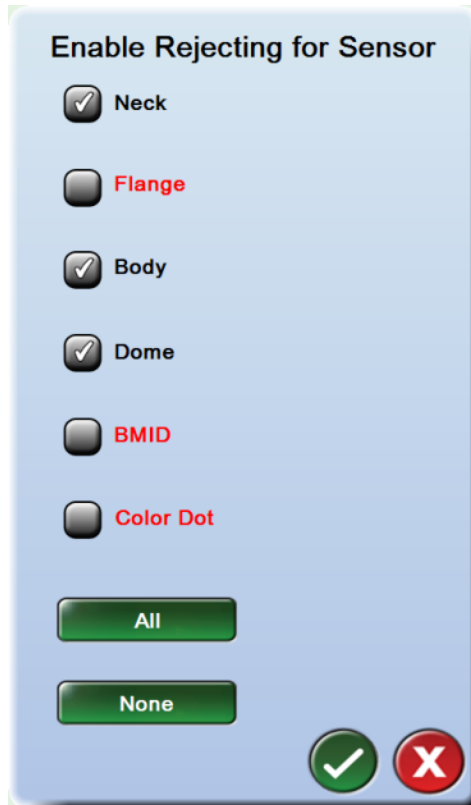 Enable Rejecting for Sensor
Neck
Flange
Body
Dome
BMID
Color Dot
All
None